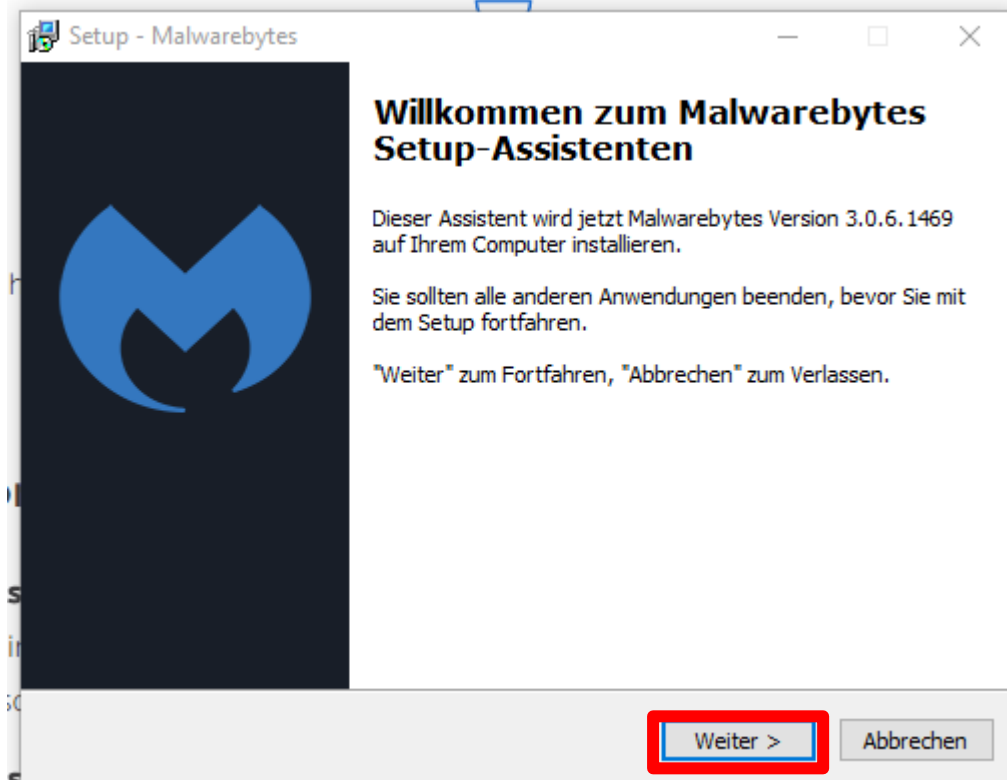 Setup - Malwarebytes
Willkommen zum Malwarebytes
Setup-Assistenten
Dieser Assistent wird jetzt Malwarebytes Version 3.0.6.1469
auf Ihrem Computer installieren.
Sie sollten alle anderen Anwendungen beenden, bevor Sie mit
dem Setup fortfahren.
"Weiter" zum Fortfahren, "Abbrechen" zum Verlassen.
Weiter >
Abbrechen